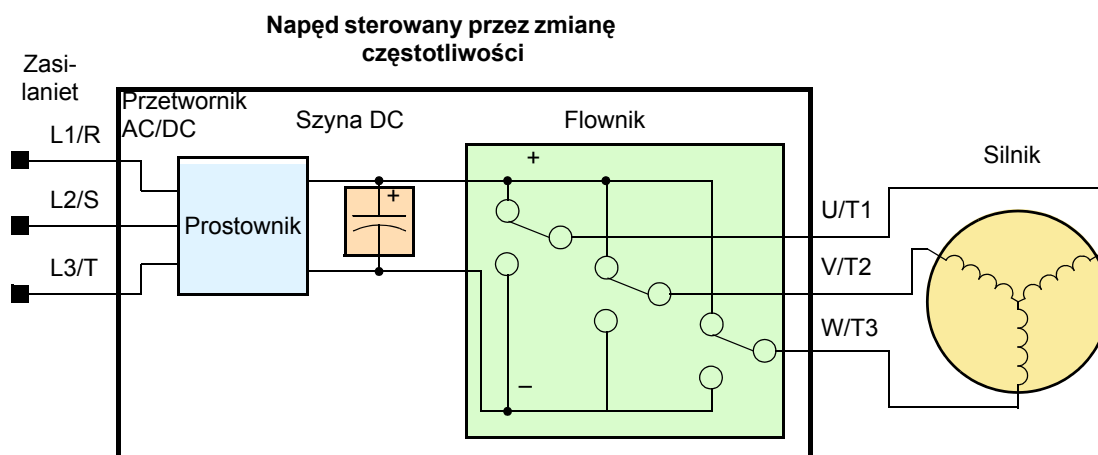 Napęd sterowany przez zmianę
częstotliwości
Zasi-
laniet
Przetwornik
AC/DC
Szyna DC
Flownik
Silnik
L1/R
L2/S
L3/T
Prostownik
+
+
–
U/T1
V/T2
W/T3